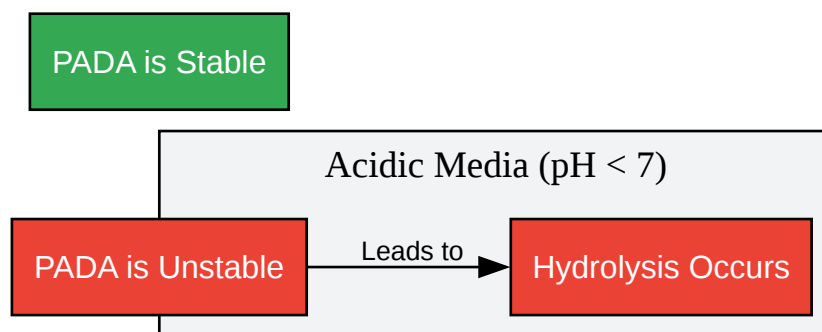 PADA is Stable
Acidic Media (pH < 7)
PADA is Unstable
Leads to
Hydrolysis Occurs